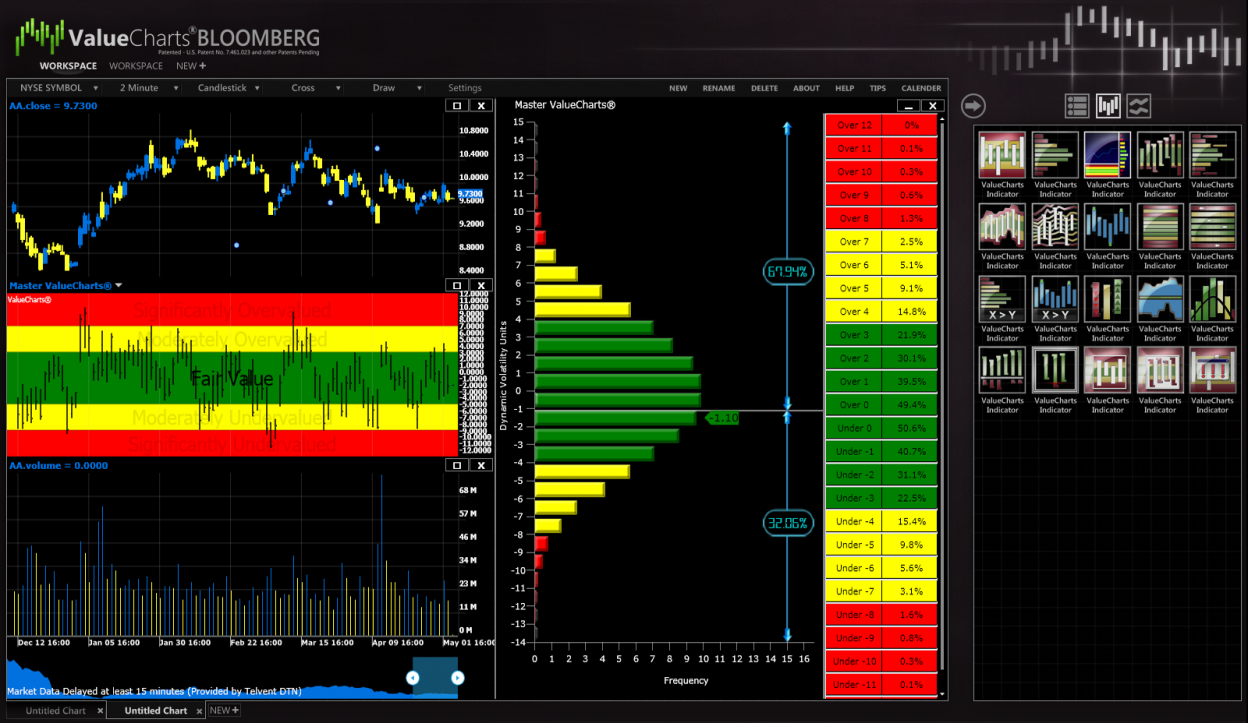 ValueCharts® BLOOMBERG
Patented - U.S. Patent No. 7,461,023 and other Patents Pending
WORKSPACE WORKSPACE NEW +
NYSE SYMBOL 2 Minute Candlestick Cross Draw Settings
NEW RENAME DELETE ABOUT HELP TIPS CALENDER
AA.close = 9.7300
10.8000
10.4000
10.0000
9.7300
9.6000
9.2000
8.8000
8.4000
Master ValueCharts®
ValueCharts®
Significantly Overvalued
Moderately Overvalued
Fair Value
Moderately Undervalued
Significantly Undervalued
12.0000
11.0000
10.0000
9.0000
8.0000
7.0000
6.0000
5.0000
4.0000
3.0000
2.0000
1.0000
0.0000
-1.0000
-2.0000
-3.0000
-4.0000
-5.0000
-6.0000
-7.0000
-8.0000
-9.0000
-10.0000
-11.0000
-12.0000
AA.volume = 0.0000
68 M
57 M
46 M
34 M
23 M
11 M
0 M
Dec 12 16:00 Jan 05 16:00 Jan 30 16:00 Feb 22 16:00 Mar 15 16:00 Apr 09 16:00 May 01 16:00
Market Data Delayed at least 15 minutes (Provided by Telvent DTN)
Untitled Chart x Untitled Chart x NEW +
Master ValueCharts®
Dynamic Volatility Units
15
14
13
12
11
10
9
8
7
6
5
4
3
2
1
0
-1
-2
-3
-4
-5
-6
-7
-8
-9
-10
-11
-12
-13
-14
67.94%
-1.10
32.06%
0 1 2 3 4 5 6 7 8 9 10 11 12 13 14 15 16
Frequency
Over 12 0%
Over 11 0.1%
Over 10 0.3%
Over 9 0.6%
Over 8 1.3%
Over 7 2.5%
Over 6 5.1%
Over 5 9.1%
Over 4 14.8%
Over 3 21.9%
Over 2 30.1%
Over 1 39.5%
Over 0 49.4%
Under 0 50.6%
Under -1 40.7%
Under -2 31.1%
Under -3 22.5%
Under -4 15.4%
Under -5 9.8%
Under -6 5.6%
Under -7 3.1%
Under -8 1.6%
Under -9 0.8%
Under -10 0.3%
Under -11 0.1%
ValueCharts ValueCharts ValueCharts ValueCharts ValueCharts
Indicator Indicator Indicator Indicator Indicator
ValueCharts ValueCharts ValueCharts ValueCharts ValueCharts
Indicator Indicator Indicator Indicator Indicator
X > Y X > Y
ValueCharts ValueCharts ValueCharts ValueCharts ValueCharts
Indicator Indicator Indicator Indicator Indicator
ValueCharts ValueCharts ValueCharts ValueCharts ValueCharts
Indicator Indicator Indicator Indicator Indicator